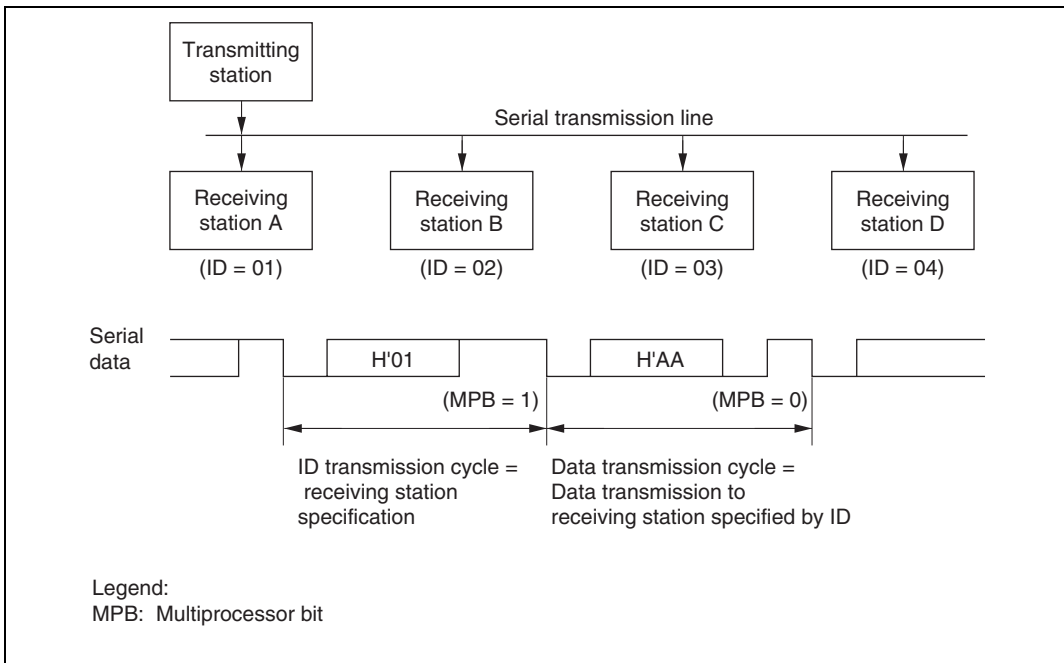 Transmitting
station
Serial transmission line
Receiving
station A
Receiving
station B
Receiving
station C
Receiving
station D
(ID = 01)
(ID = 02)
(ID = 03)
(ID = 04)
Serial
data
H'01
H'AA
(MPB = 1)
(MPB = 0)
ID transmission cycle =
receiving station
specification
Data transmission cycle =
Data transmission to
receiving station specified by ID
Legend:
MPB: Multiprocessor bit